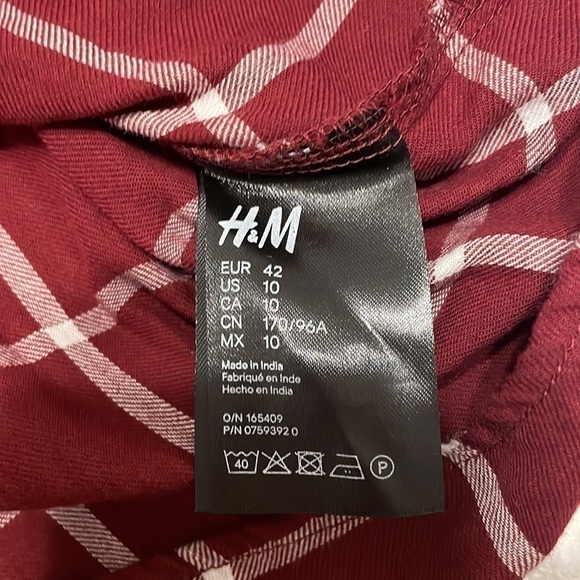 H&M
EUR 42
US 10
CA 10
CN 170/96A
MX 10
Made in India
Fabriqué en Inde
Hecho en India
O/N 165409
P/N 0759392 0
40 P